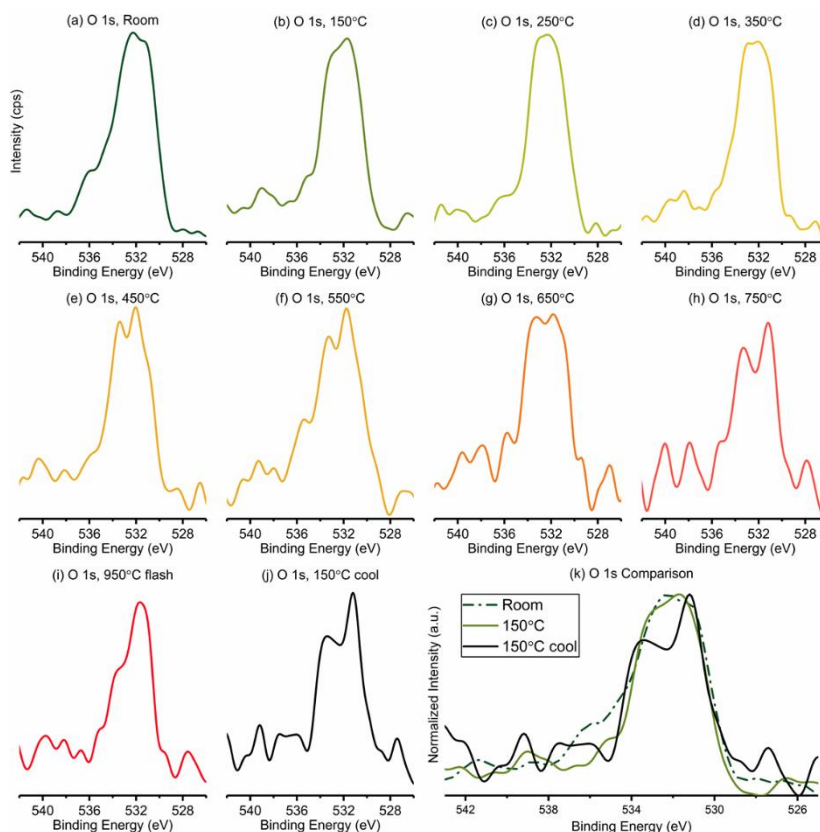 (a) O 1s, Room
(b) O 1s, 150°C
(c) O 1s, 250°C
(d) O 1s, 350°C
Intensity (cps)
540 536 532 528
540 536 532 528
540 536 532 528
540 536 532 528
Binding Energy (eV)
Binding Energy (eV)
Binding Energy (eV)
Binding Energy (eV)
(e) O 1s, 450°C
(f) O 1s, 550°C
(g) O 1s, 650°C
(h) O 1s, 750°C
540 536 532 528
540 536 532 528
540 536 532 528
540 536 532 528
Binding Energy (eV)
Binding Energy (eV)
Binding Energy (eV)
Binding Energy (eV)
(i) O 1s, 950°C flash
(j) O 1s, 150°C cool
(k) O 1s Comparison
Room
150°C
150°C cool
Normalized Intensity (a.u.)
540 536 532 528
540 536 532 528
542 538 534 530 526
Binding Energy (eV)
Binding Energy (eV)
Binding Energy (eV)